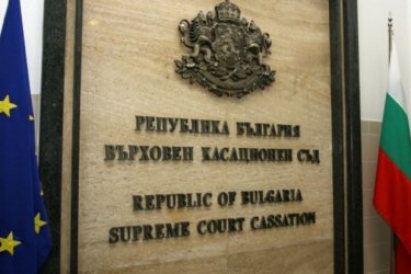 РЕПУБЛИКА БЪЛГАРИЯ
ВЪРХОВЕН КАСАЦИОНЕН СЪД
REPUBLIC OF BULGARIA
SUPREME COURT CASSATION